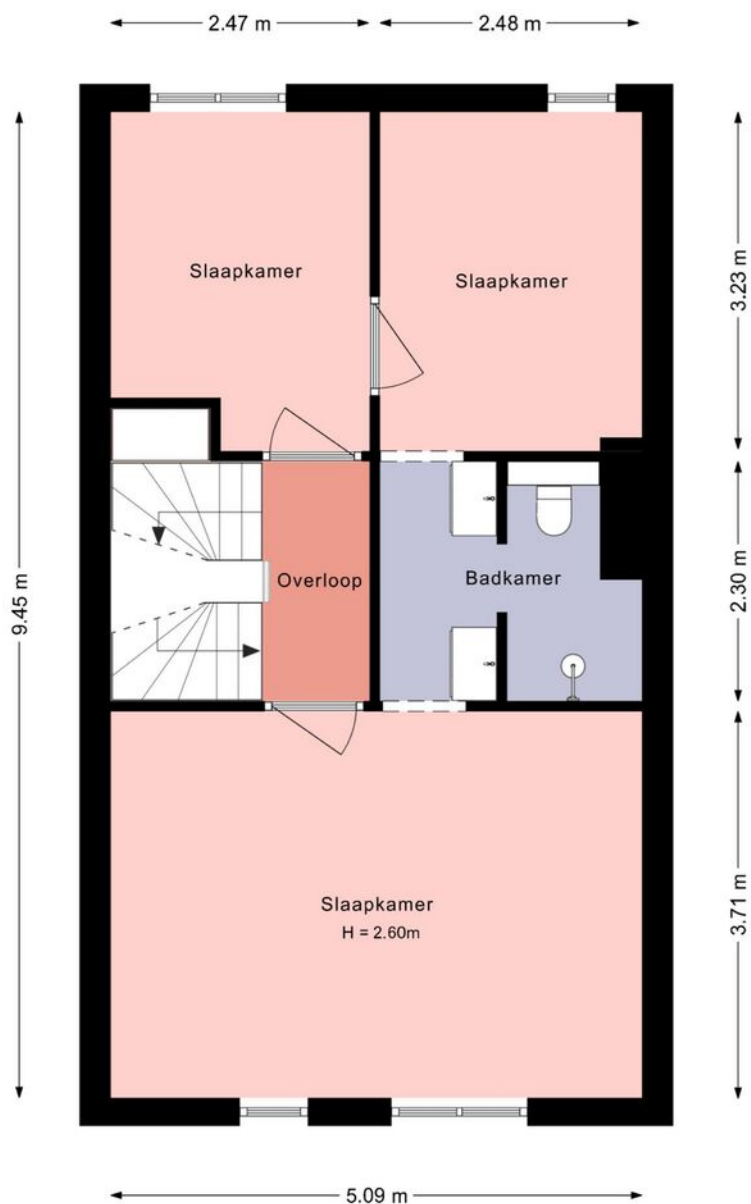 2.47 m
2.48 m
Slaapkamer
Slaapkamer
3.23 m
9.45 m
Overloop
Badkamer
2.30 m
Slaapkamer
H = 2.60m
3.71 m
5.09 m